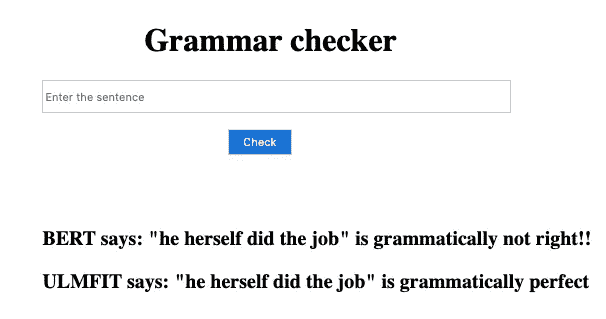 Grammar checker
Enter the sentence
Check
BERT says: "he herself did the job" is grammatically not right!!
ULMFIT says: "he herself did the job" is grammatically perfect